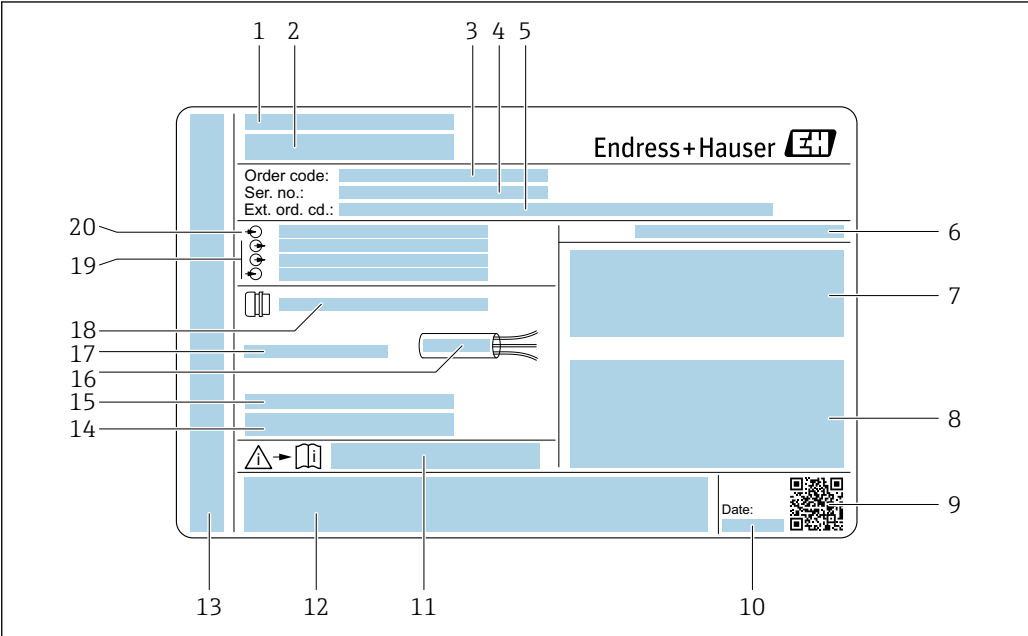 1 2 3 4 5
Endress+Hauser EH
Order code:
Ser. no.:
Ext. ord. cd.:
20
6
19
7
18
17
16
15
14
8
i i
Date:
9
13 12 11 10